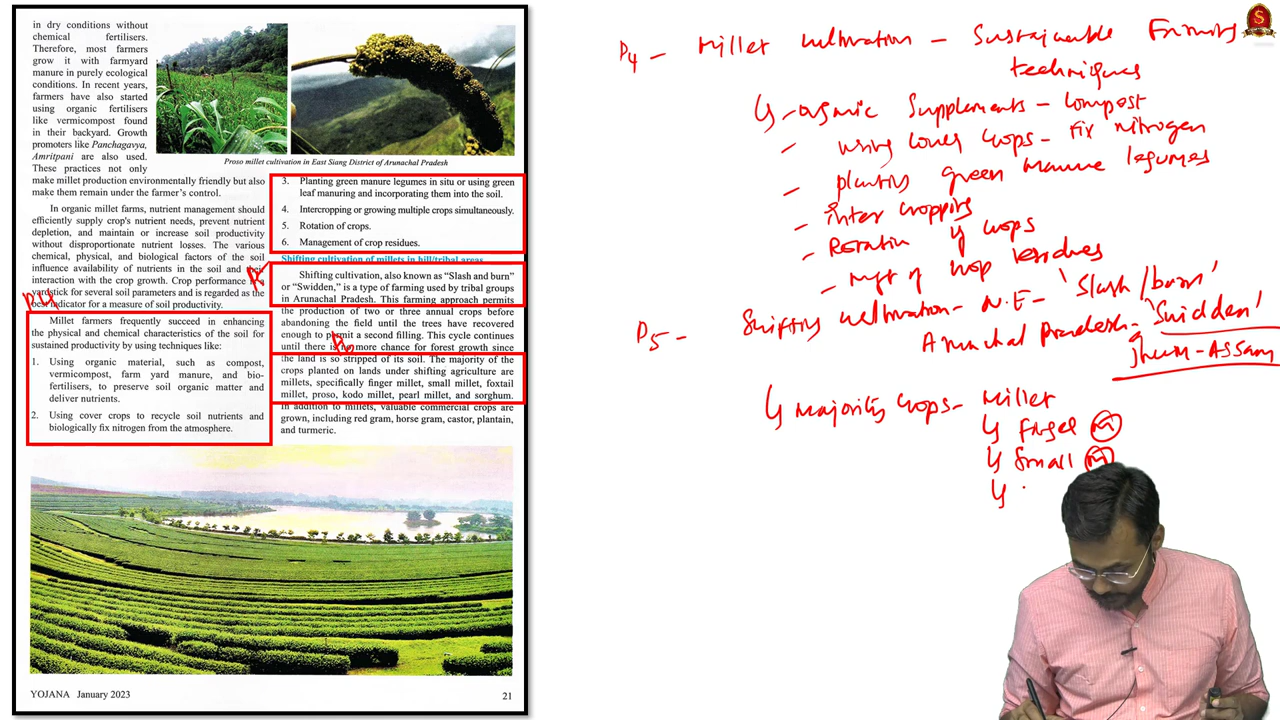 in dry conditions without
chemical fertilisers.
Therefore, most farmers
grow it with farmyard
manure in purely ecological
conditions. In recent years,
farmers have also started
using organic fertilisers
like vermicompost found
in their backyard. Growth
promoters like Panchagavya,
Amritpani are also used.
These practices not only
make millet production environmentally friendly but also
make them remain under the farmer's control.
In organic millet farms, nutrient management should
efficiently supply crop's nutrient needs, prevent nutrient
depletion, and maintain or increase soil productivity
without disproportionate nutrient losses. The various
chemical, physical, and biological factors of the soil
influence availability of nutrients in the soil and their
interaction with the crop growth. Crop performance is
yardstick for several soil parameters and is regarded as the
best indicator for a measure of soil productivity.
P4
Millet farmers frequently succeed in enhancing
the physical and chemical characteristics of the soil for
sustained productivity by using techniques like:
1. Using organic material, such as compost,
vermicompost, farm yard manure, and bio-
fertilisers, to preserve soil organic matter and
deliver nutrients.
2. Using cover crops to recycle soil nutrients and
biologically fix nitrogen from the atmosphere.
Proso millet cultivation in East Siang District of Arunachal Pradesh
3. Planting green manure legumes in situ or using green
leaf manuring and incorporating them into the soil.
4. Intercropping or growing multiple crops simultaneously.
5. Rotation of crops.
6. Management of crop residues.
Shifting cultivation of millets in hill/tribal areas
Shifting cultivation, also known as "Slash and burn"
or "Swidden," is a type of farming used by tribal groups
in Arunachal Pradesh. This farming approach permits
the production of two or three annual crops before
abandoning the field until the trees have recovered
enough to permit a second filling. This cycle continues
until there is no more chance for forest growth since
the land is so stripped of its soil. The majority of the
crops planted on lands under shifting agriculture are
millets, specifically finger millet, small millet, foxtail
millet, proso, kodo millet, pearl millet, and sorghum.
In addition to millets, valuable commercial crops are
grown, including red gram, horse gram, castor, plantain,
and turmeric.
YOJANA January 2023
21
P4 - Millet cultivation - Sustainable Farming
techniques
organic supplements - compost
- using cover crops - fix nitrogen
- planting green manure legumes
- inter cropping
- Rotation of crops
- mgt of crop residues
P5 - Shifting cultivation - N.E - 'Slash/burn'
Arunachal Pradesh - 'Swidden'
Jhum - ASSam
majority crops - Millet
Finger M
Small M